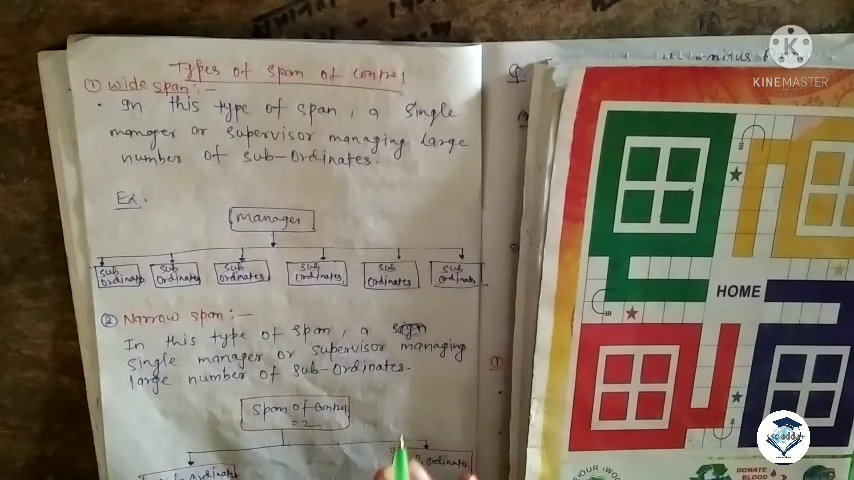 Types of span of control
① wide span:-
• In this type of span, a single
manger or supervisor managing large
number of sub-ordinates.
Ex.
manager
sub ordinate
sub ordinates
sub ordinates
sub ordinates
sub ordinates
sub ordinates
② Narrow span:-
In this type of span, a
single manager or supervisor managing
large number of sub-ordinates.
span of control
= 2
ordinates
Q.
①
HOME
DONATE
BLOOD
KINEMASTER